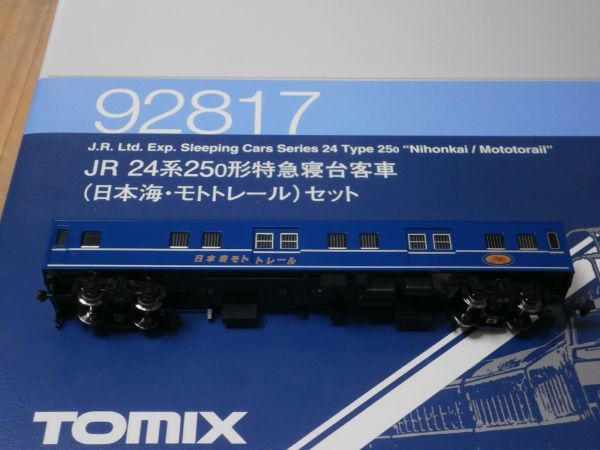 92817
J.R. Ltd. Exp. Sleeping Cars Series 24 Type 250 "Nihonkai / Mototorail"
JR 24系250形特急寝台客車
(日本海・モトトレール)セット
日本海モト トレール
TOMIX